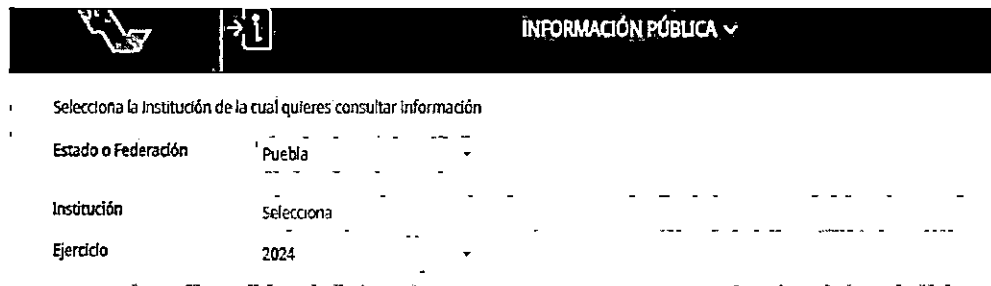 INFORMACIÓN PÚBLICA
Selecciona la Institución de la cual quieres consultar información
Estado o Federación Puebla
Institución Selecciona
Ejercicio 2024